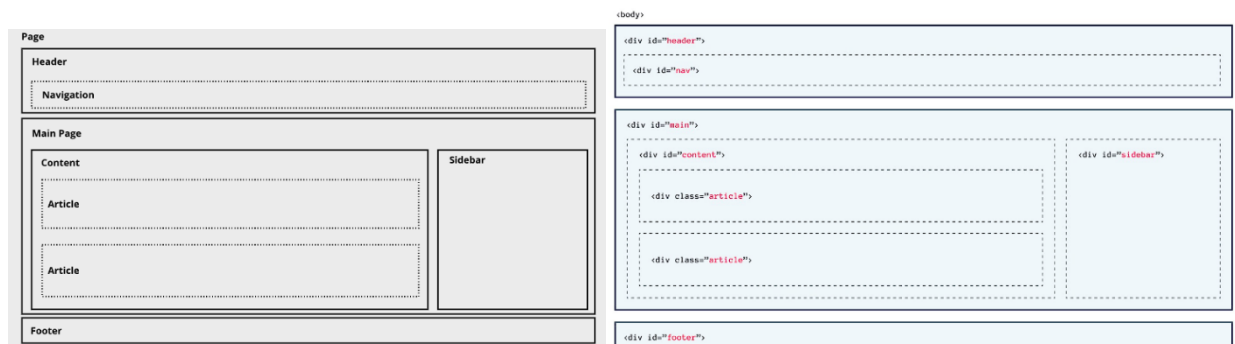 Page
Header
Navigation
Main Page
Content
Sidebar
Article
Article
Footer
<body>
<div id="header">
<div id="nav">
<div id="main">
<div id="content">
<div id="sidebar">
<div class="article">
<div class="article">
<div id="footer">